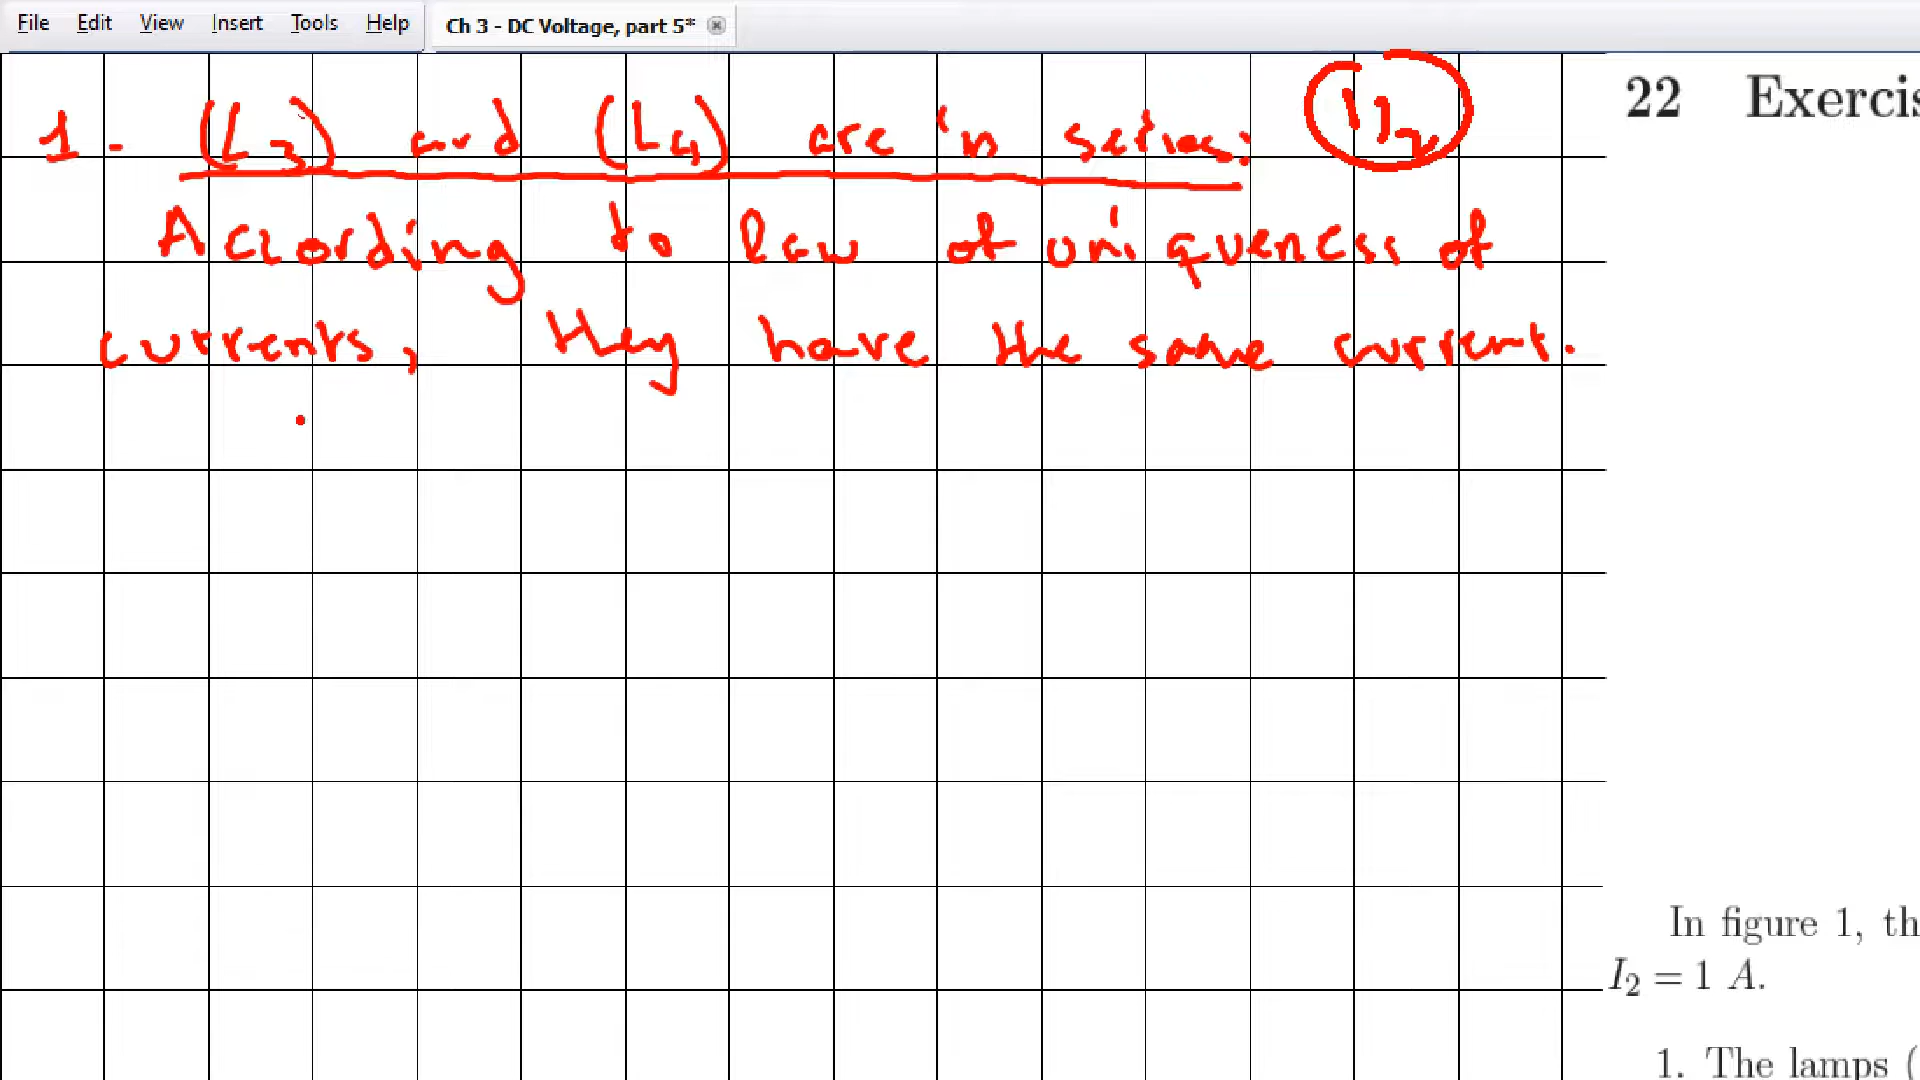 File Edit View Insert Tools Help Ch 3 - DC Voltage, part 5*
1. (L3) and (L4) are in series:
Acording to law of uniqueness of
currents, they have the same current.
22 Exercis
In figure 1, th
I2 = 1 A.
1. The lamps (